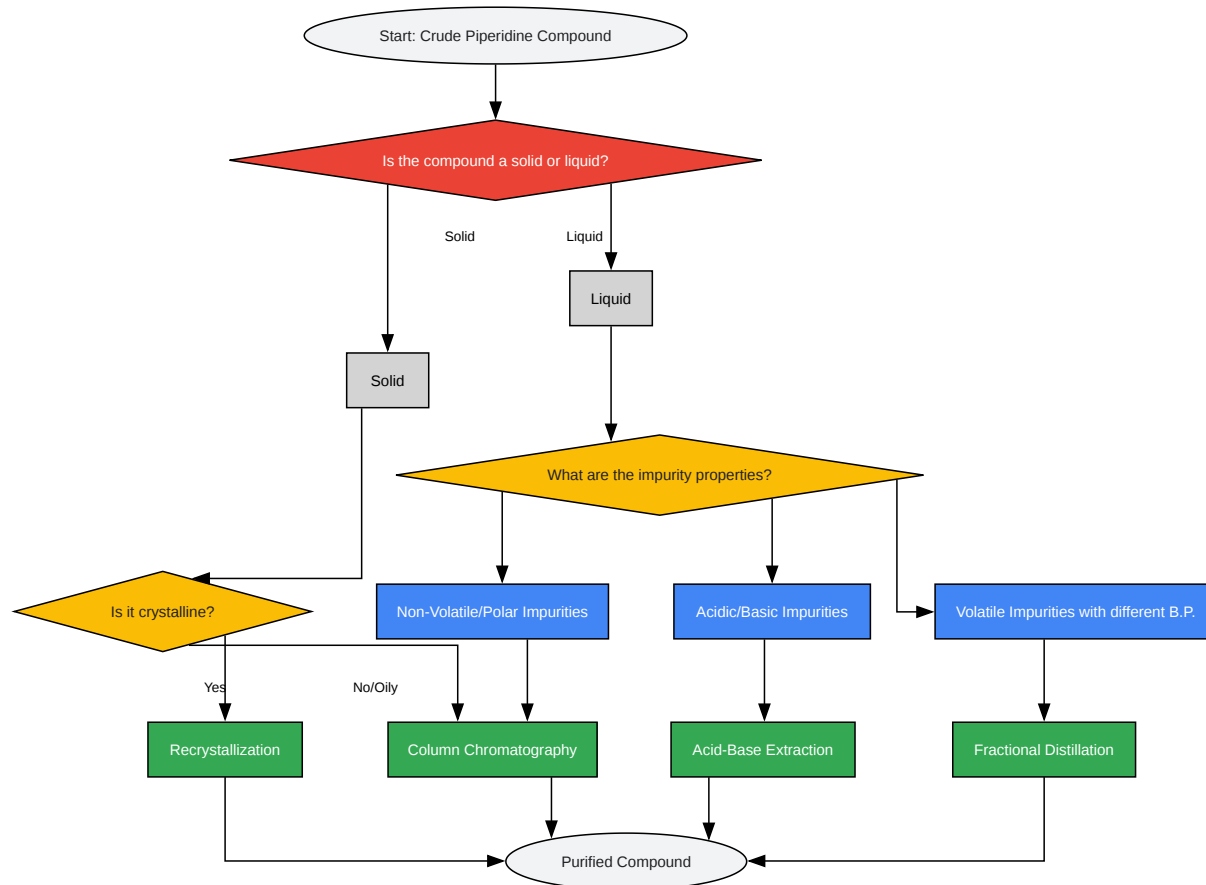 Start: Crude Piperidine Compound
Is the compound a solid or liquid?
Solid
Liquid
Liquid
Solid
What are the impurity properties?
Is it crystalline?
Non-Volatile/Polar Impurities
Acidic/Basic Impurities
Volatile Impurities with different B.P.
Yes
No/Oily
Recrystallization
Column Chromatography
Acid-Base Extraction
Fractional Distillation
Purified Compound